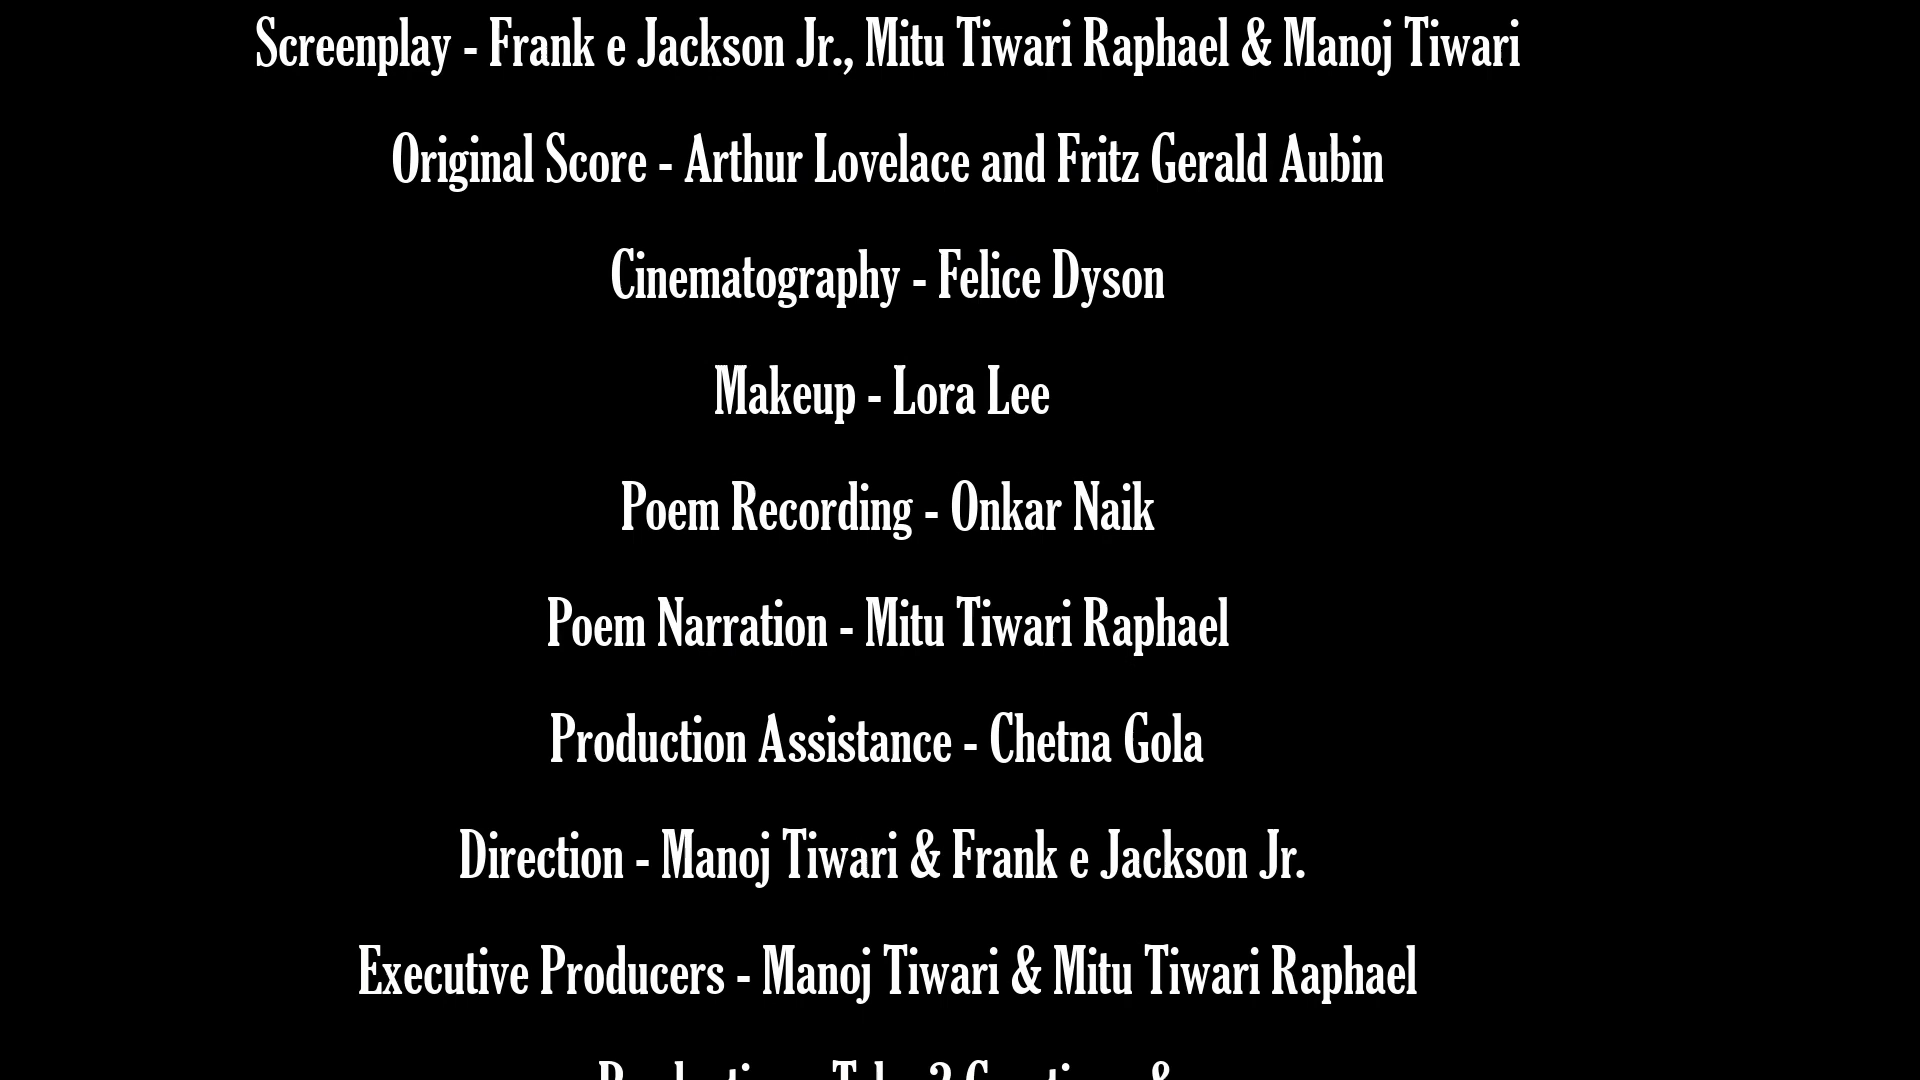 Screenplay - Frank e Jackson Jr., Mitu Tiwari Raphael & Manoj Tiwari
Original Score - Arthur Lovelace and Fritz Gerald Aubin
Cinematography - Felice Dyson
Makeup - Lora Lee
Poem Recording - Onkar Naik
Poem Narration - Mitu Tiwari Raphael
Production Assistance - Chetna Gola
Direction - Manoj Tiwari & Frank e Jackson Jr.
Executive Producers - Manoj Tiwari & Mitu Tiwari Raphael